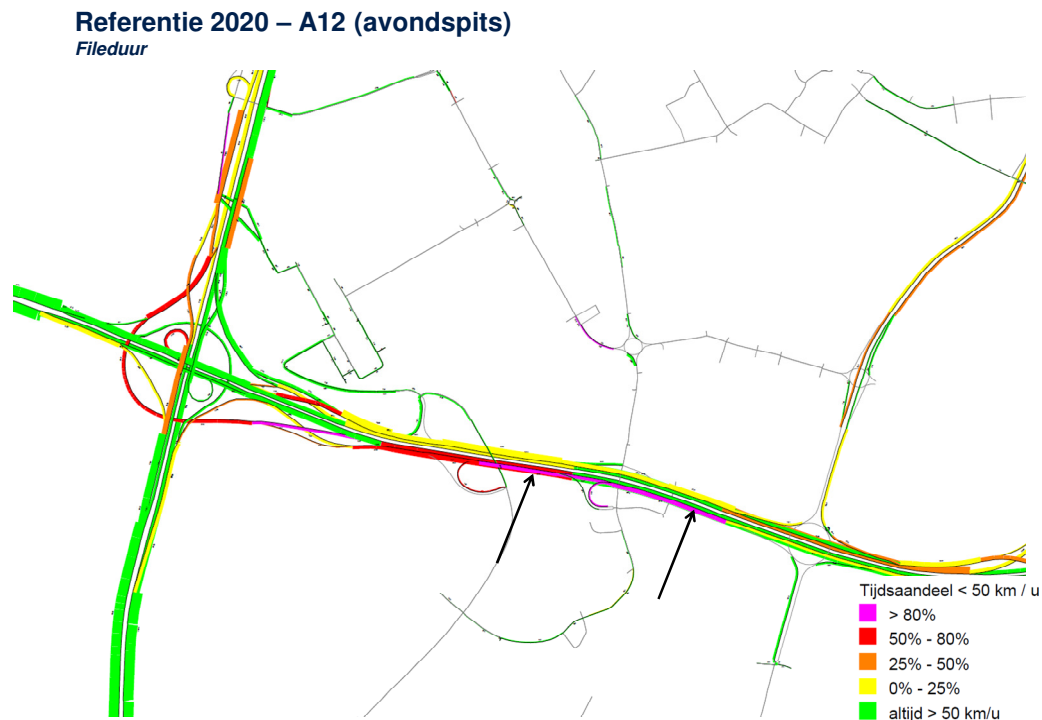 Referentie 2020 – A12 (avondspits)
Fileduur
Tijdsaandeel < 50 km / u
> 80%
50% - 80%
25% - 50%
0% - 25%
altijd > 50 km/u